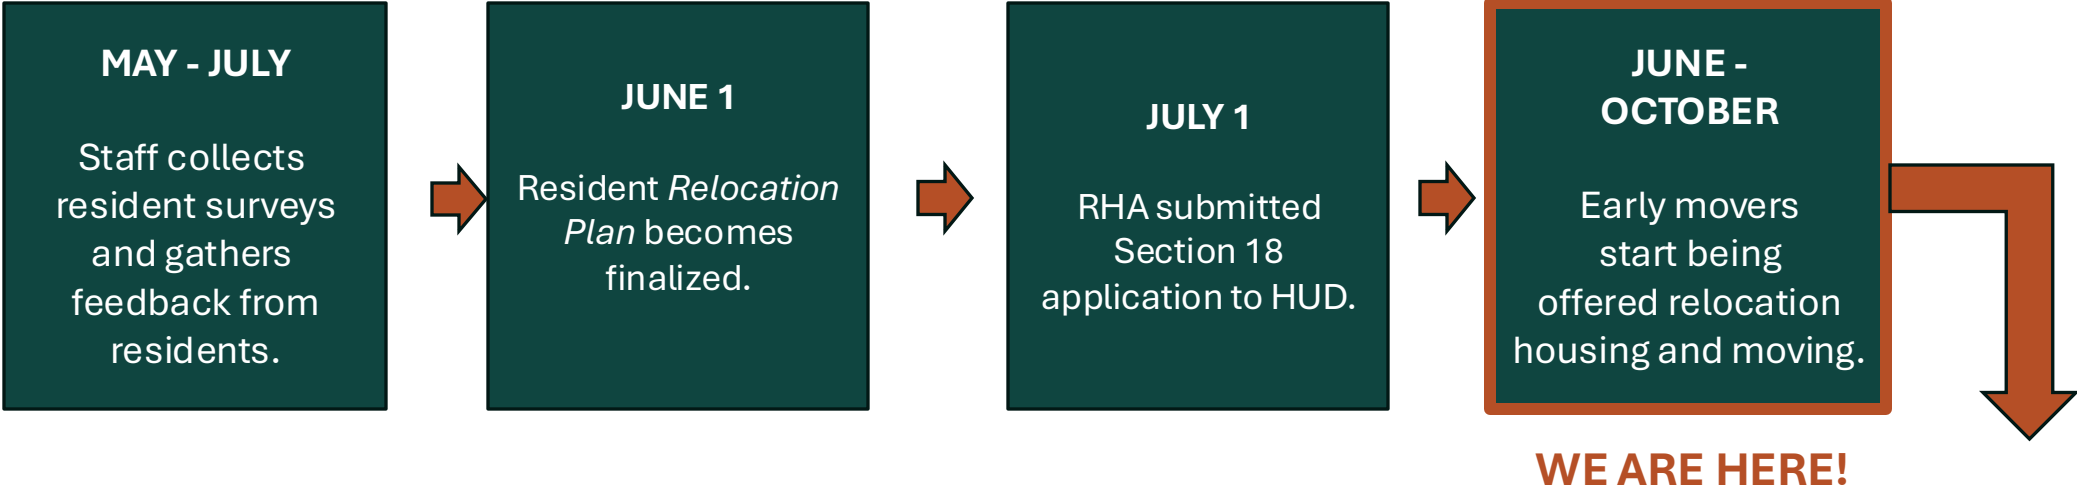 MAY - JULY
Staff collects
resident surveys
and gathers
feedback from
residents.
JUNE 1
Resident Relocation
Plan becomes
finalized.
JULY 1
RHA submitted
Section 18
application to HUD.
JUNE -
OCTOBER
Early movers
start being
offered relocation
housing and moving.
WE ARE HERE!